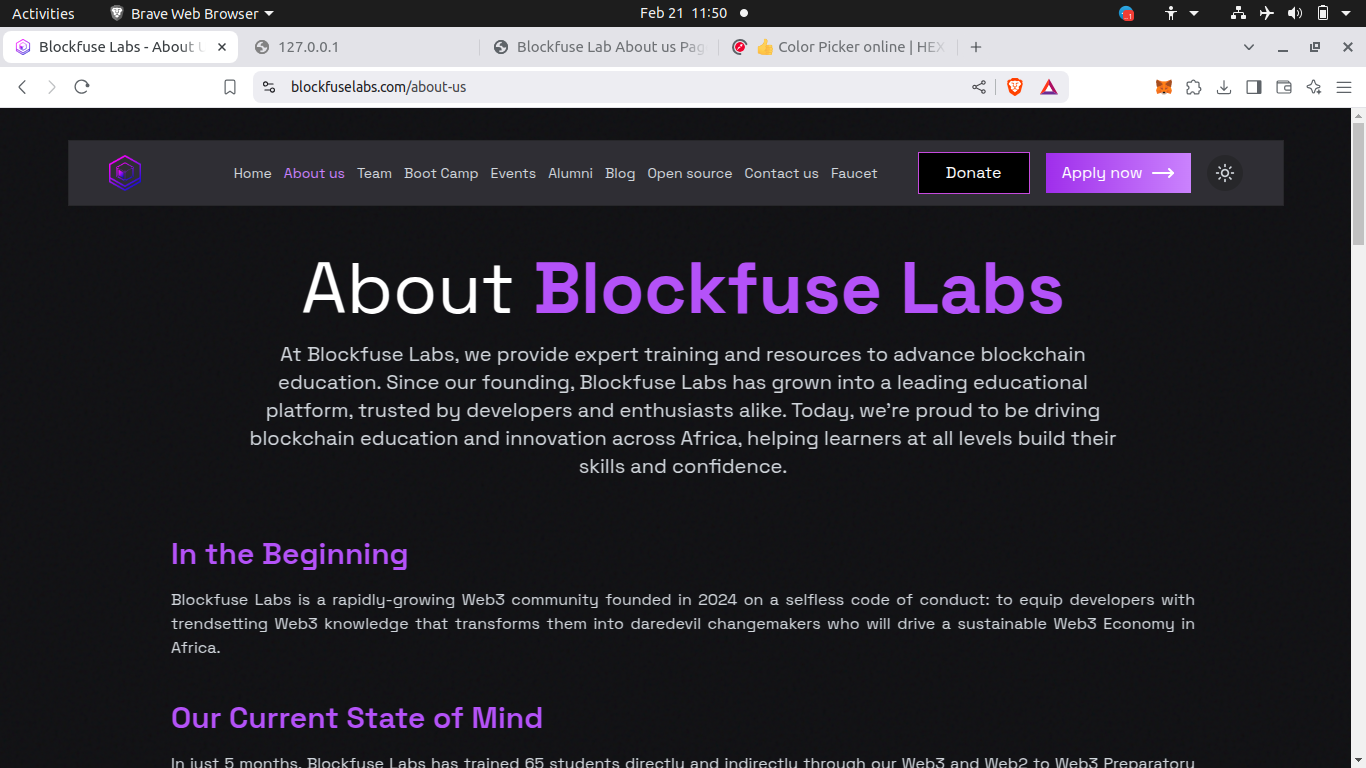 Activities
Brave Web Browser
Feb 21 11:50
1
Blockfuse Labs - About U
127.0.0.1
Blockfuse Lab About us Pag
👍 Color Picker online | HEX
blockfuselabs.com/about-us
Home About us Team Boot Camp Events Alumni Blog Open source Contact us Faucet
Donate
Apply now →
About Blockfuse Labs
At Blockfuse Labs, we provide expert training and resources to advance blockchain
education. Since our founding, Blockfuse Labs has grown into a leading educational
platform, trusted by developers and enthusiasts alike. Today, we're proud to be driving
blockchain education and innovation across Africa, helping learners at all levels build their
skills and confidence.
In the Beginning
Blockfuse Labs is a rapidly-growing Web3 community founded in 2024 on a selfless code of conduct: to equip developers with
trendsetting Web3 knowledge that transforms them into daredevil changemakers who will drive a sustainable Web3 Economy in
Africa.
Our Current State of Mind
In just 5 months, Blockfuse Labs has trained 65 students directly and indirectly through our Web3 and Web2 to Web3 Preparatory